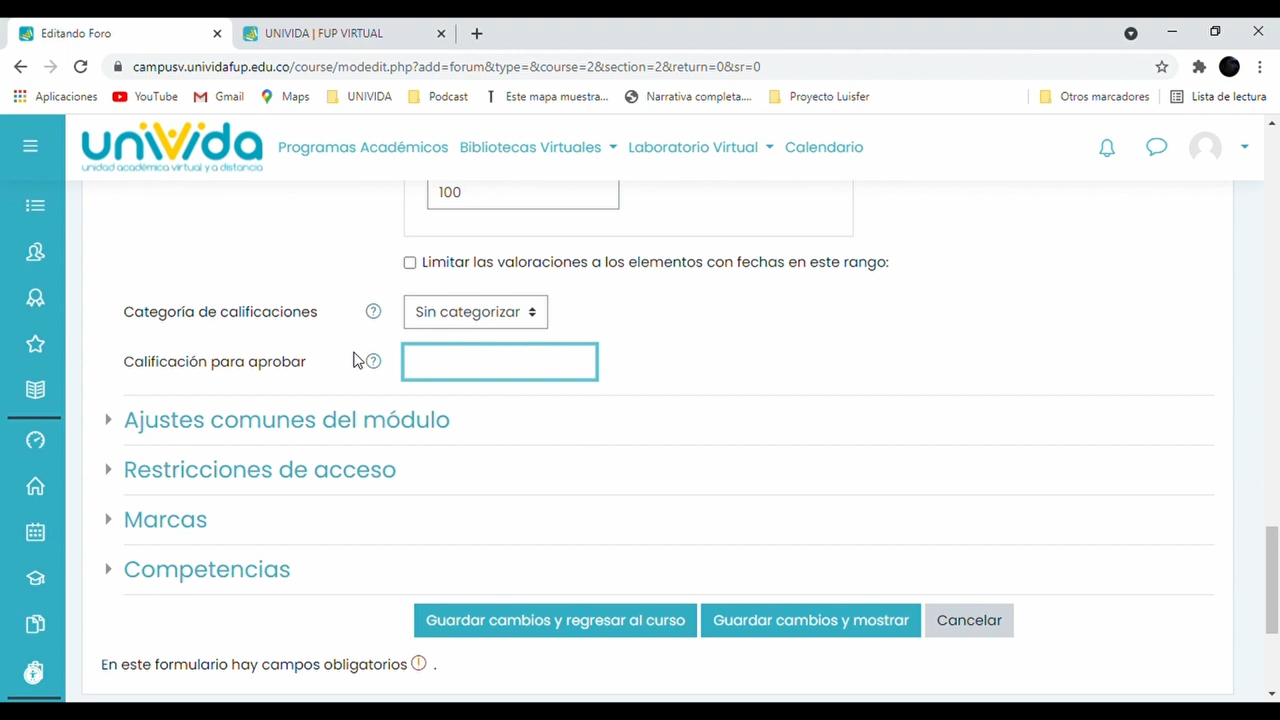 Editando Foro
UNIVIDA | FUP VIRTUAL
campusv.unividafup.edu.co/course/modedit.php?add=forum&type=&course=2&section=2&return=0&sr=0
Aplicaciones YouTube Gmail Maps UNIVIDA Podcast Este mapa muestra... Narrativa completa.... Proyecto Luisfer Otros marcadores Lista de lectura
univida
unidad académica virtual y a distancia
Programas Académicos Bibliotecas Virtuales Laboratorio Virtual Calendario
100
Limitar las valoraciones a los elementos con fechas en este rango:
Categoría de calificaciones ? Sin categorizar
Calificación para aprobar ?
Ajustes comunes del módulo
Restricciones de acceso
Marcas
Competencias
Guardar cambios y regresar al curso Guardar cambios y mostrar Cancelar
En este formulario hay campos obligatorios ! .